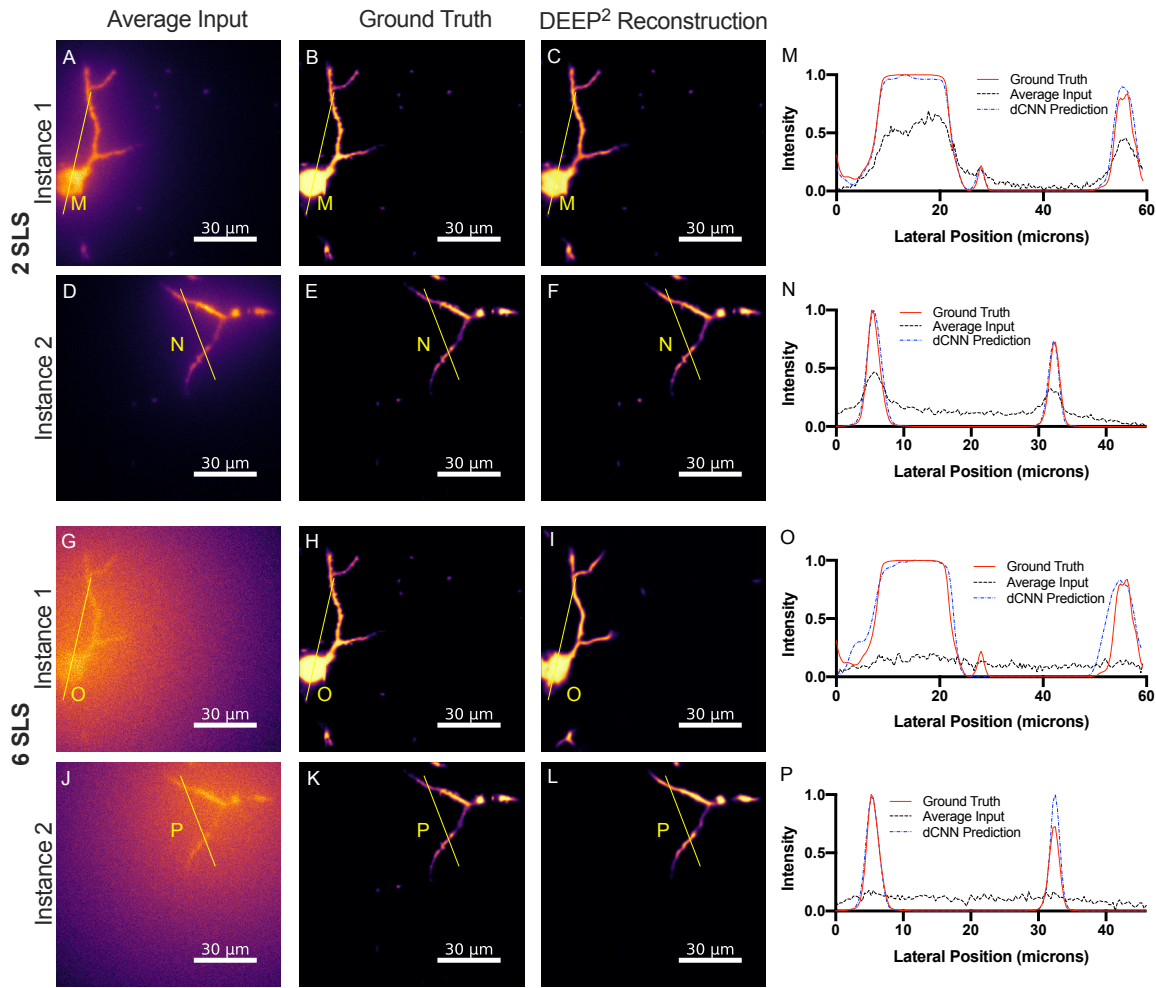 Average Input
Ground Truth
DEEP² Reconstruction
2 SLS
Instance 1
A
M
30 µm
B
M
30 µm
C
M
30 µm
M
Intensity
1.0
0.5
0.0
0
20
40
60
Lateral Position (microns)
Ground Truth
Average Input
dCNN Prediction
Instance 2
D
N
30 µm
E
N
30 µm
F
N
30 µm
N
Intensity
1.0
0.5
0.0
0
10
20
30
40
Lateral Position (microns)
Ground Truth
Average Input
dCNN Prediction
6 SLS
Instance 1
G
O
30 µm
H
O
30 µm
I
O
30 µm
O
Intensity
1.0
0.5
0.0
0
20
40
60
Lateral Position (microns)
Ground Truth
Average Input
dCNN Prediction
Instance 2
J
P
30 µm
K
P
30 µm
L
P
30 µm
P
Intensity
1.0
0.5
0.0
0
10
20
30
40
Lateral Position (microns)
Ground Truth
Average Input
dCNN Prediction